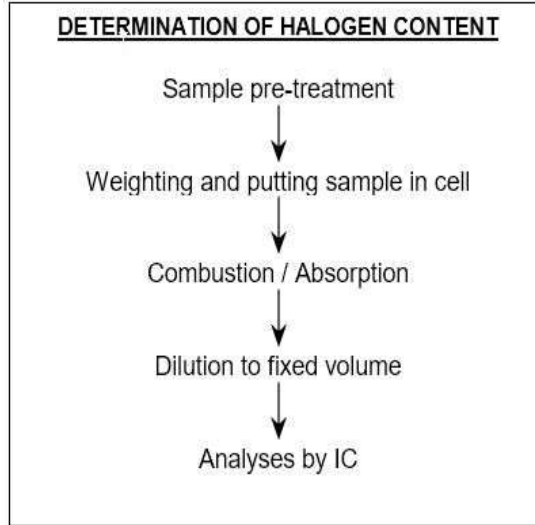 DETERMINATION OF HALOGEN CONTENT
Sample pre-treatment
Weighting and putting sample in cell
Combustion / Absorption
Dilution to fixed volume
Analyses by IC